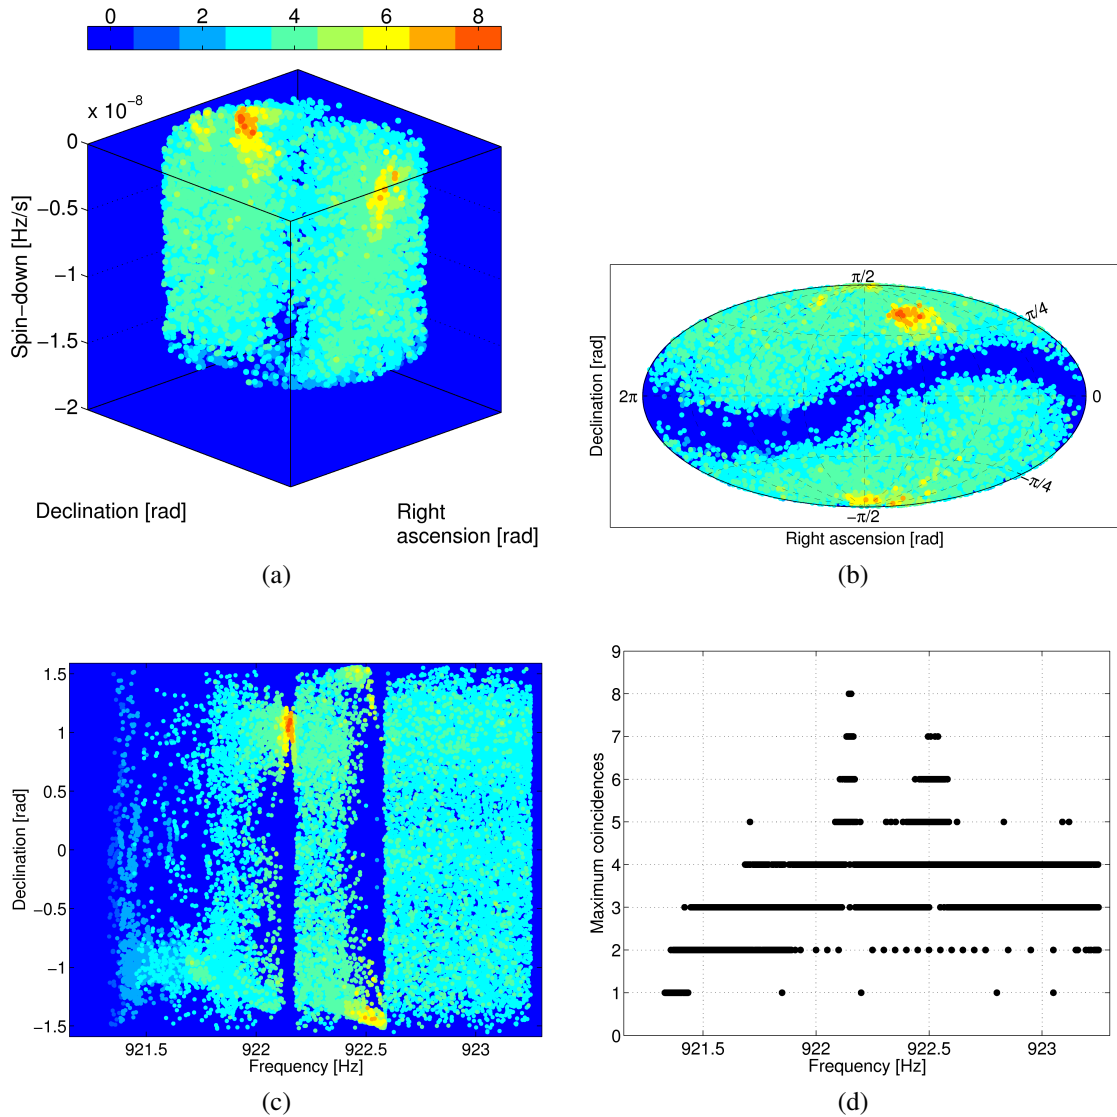 0 2 4 6 8
x 10⁻⁸
0
−0.5
−1
−1.5
−2
Spin−down [Hz/s]
Declination [rad]
Right
ascension [rad]
(a)
π/2
π/4
2π
0
−π/4
−π/2
Declination [rad]
Right ascension [rad]
(b)
1.5
1
0.5
0
−0.5
−1
−1.5
Declination [rad]
921.5 922 922.5 923
Frequency [Hz]
(c)
9
8
7
6
5
4
3
2
1
0
Maximum coincidences
921.5 922 922.5 923
Frequency [Hz]
(d)